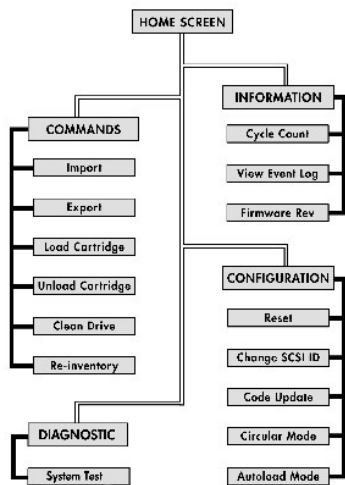 HOME SCREEN
COMMANDS
Import
Export
Load Cartridge
Unload Cartridge
Clean Drive
Re-inventory
DIAGNOSTIC
System Test
INFORMATION
Cycle Count
View Event Log
Firmware Rev
CONFIGURATION
Reset
Change SCSI ID
Code Update
Circular Mode
Autoload Mode